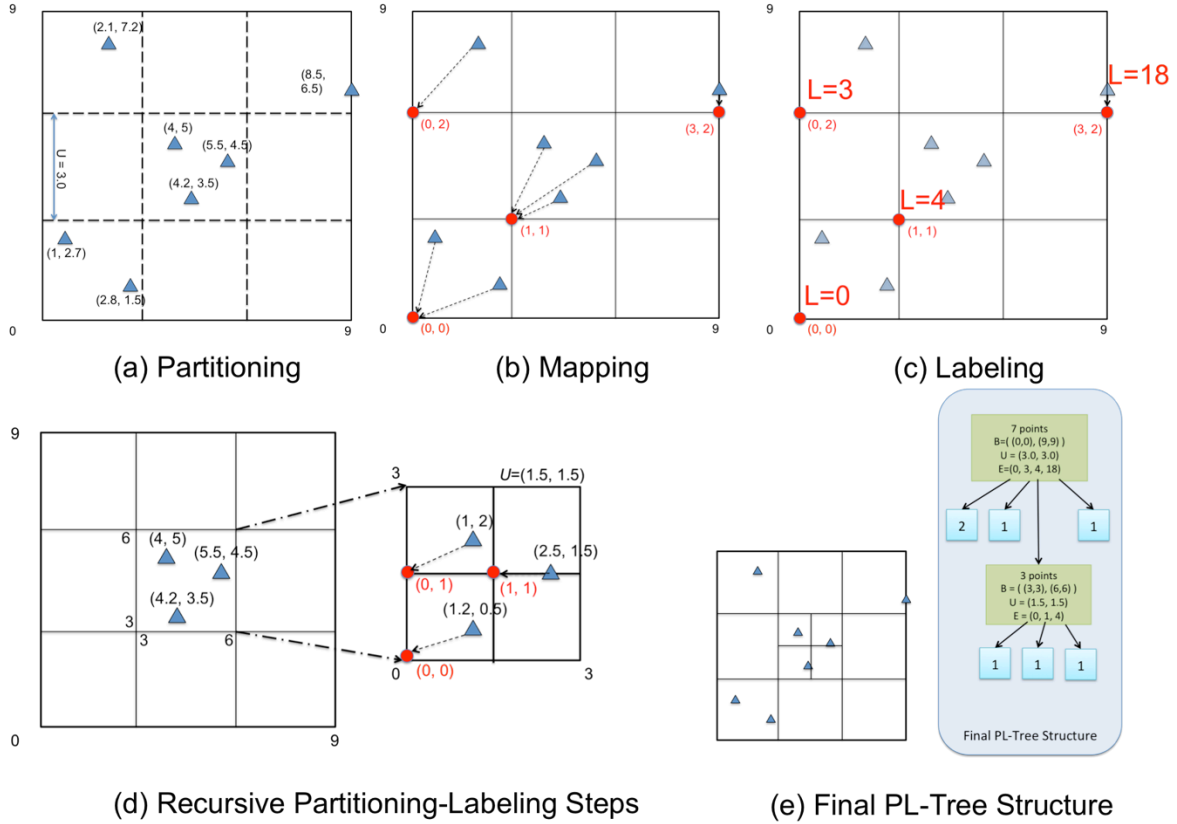 9
(2.1, 7.2)
(8.5,
6.5)
(4, 5)
(5.5, 4.5)
U = 3.0
(4.2, 3.5)
(1, 2.7)
(2.8, 1.5)
0
9
(a) Partitioning
9
(0, 2)
(3, 2)
(1, 1)
0
(0, 0)
9
(b) Mapping
9
L=3
L=18
(0, 2)
(3, 2)
L=4
(1, 1)
L=0
0
(0, 0)
9
(c) Labeling
9
6
(4, 5)
(5.5, 4.5)
(4.2, 3.5)
3
3
6
0
9
3
U=(1.5, 1.5)
(1, 2)
(2.5, 1.5)
(0, 1)
(1, 1)
(1.2, 0.5)
0
(0, 0)
3
(d) Recursive Partitioning-Labeling Steps
7 points
B=( (0,0), (9,9) )
U = (3.0, 3.0)
E=(0, 3, 4, 18)
2
1
1
3 points
B = ( (3,3), (6,6) )
U = (1.5, 1.5)
E = (0, 1, 4)
1
1
1
Final PL-Tree Structure
(e) Final PL-Tree Structure